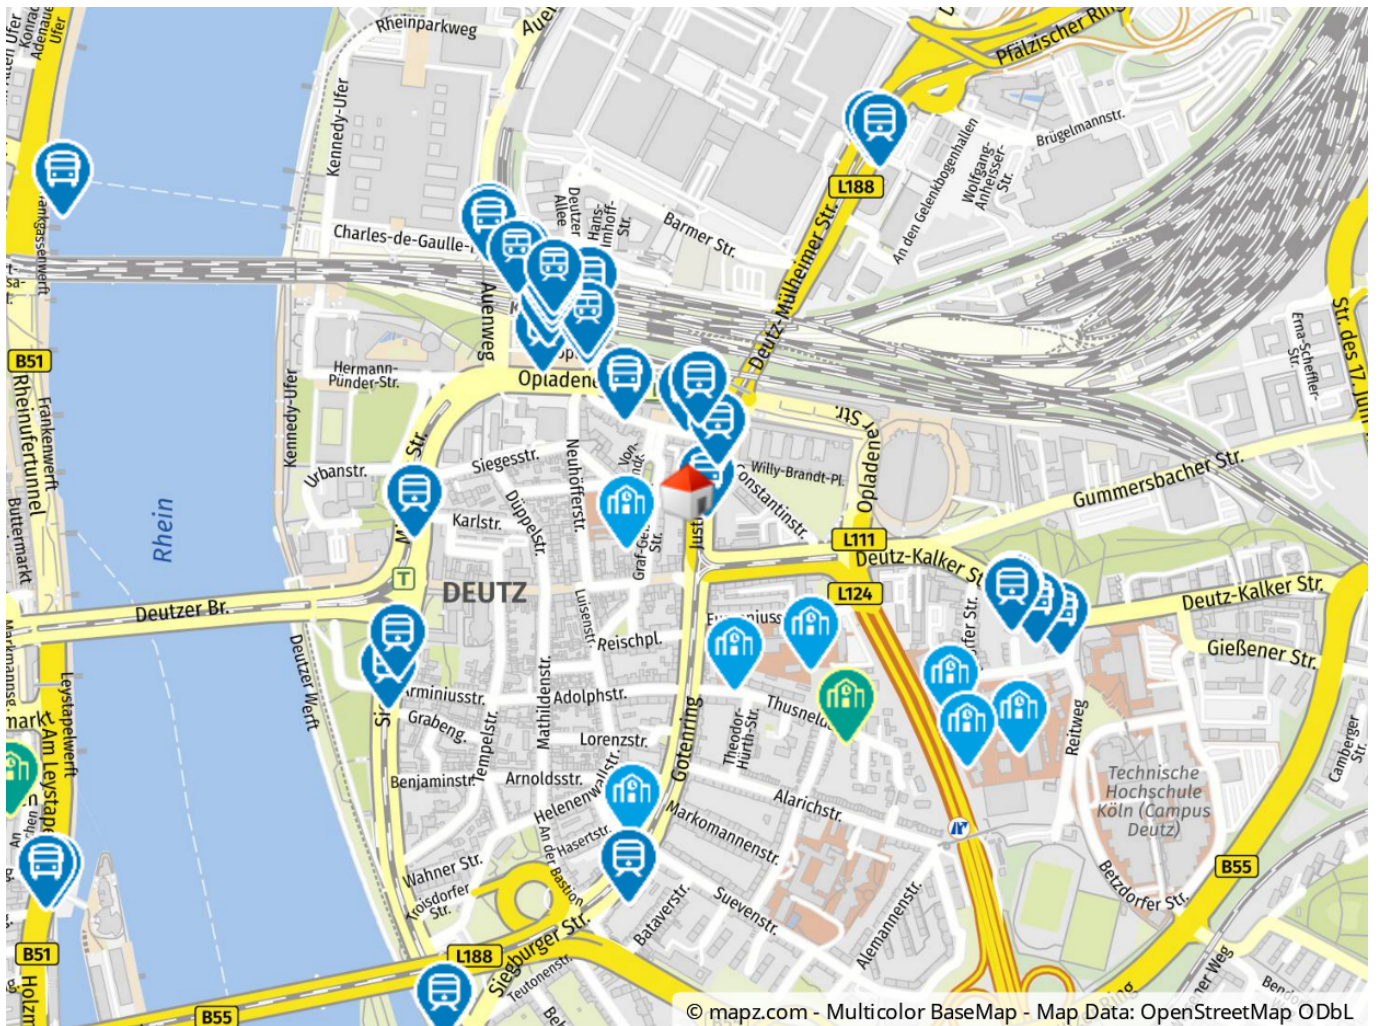 Rheinparkweg
Pfälzischer Ring
Konrad-
Adenauer
Ufer
Kennedy-Ufer
Brügelmannstr.
An den Gelenkbogenhallen
Wolfgang-
Anheisser-
Str.
L188
Deutzer
Allee
Hans-
Imhoff-
Str.
Barmer Str.
Charles-de-Gaulle-
Deutz-Mülheimer Str.
Auenweg
B51
Rheinufertunnel
Frankenwerft
Buttermarkt
Hermann-
Pünder-Str.
Kennedy-Ufer
Erna-Scheffler-
Str.
Str. des 17. Juni
Opladener Str.
Siegesstr.
Urbanstr.
Neuhöfferstr.
Düppelstr.
Karlstr.
Willy-Brandt-Pl.
Constantinstr.
Gummersbacher Str.
Rhein
L111
Deutz-Kalker Str.
L124
T
DEUTZ
Deutzer Br.
Luisenstr.
Reischpl.
Deutz-Kalker Str.
Gießener Str.
Deutzer Werft
Leystapelwerft
Adolphstr.
Mathildenstr.
Grabeng.
Tempelstr.
Lorenzstr.
Gotenring
Theodor-
Hürth-Str.
Reitweg
Camberger
Str.
Benjaminstr.
Arnoldsstr.
Helenenwallstr.
Alarichstr.
Technische
Hochschule
Köln (Campus
Deutz)
Markomannenstr.
Hasertstr.
An der Bastion
Wahner Str.
Troisdorfer
Str.
Suevenstr.
Bataverstr.
Alemannenstr.
Betzdorfer Str.
B55
B51
L188
Siegburger Str.
Teutonenstr.
B55
© mapz.com - Multicolor BaseMap - Map Data: OpenStreetMap ODbL